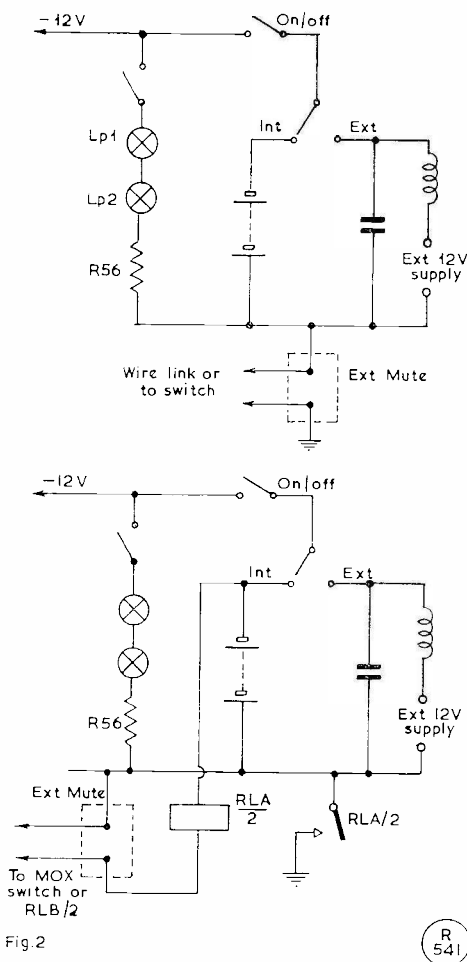 −12V
On/off
Int
Ext
Lp1
Lp2
R56
Ext 12V
supply
Wire link or
to switch
Ext Mute
−12V
On/off
Int
Ext
R56
Ext 12V
supply
Ext Mute
RLA
2
RLA/2
To MOX
switch or
RLB/2
Fig.2
R
541